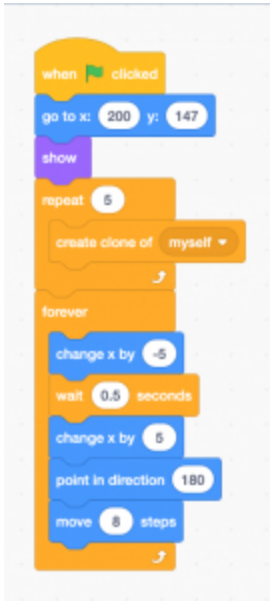 when clicked
go to x: 200 y: 147
show
repeat 5
create clone of myself
forever
change x by -5
wait 0.5 seconds
change x by 5
point in direction 180
move 8 steps